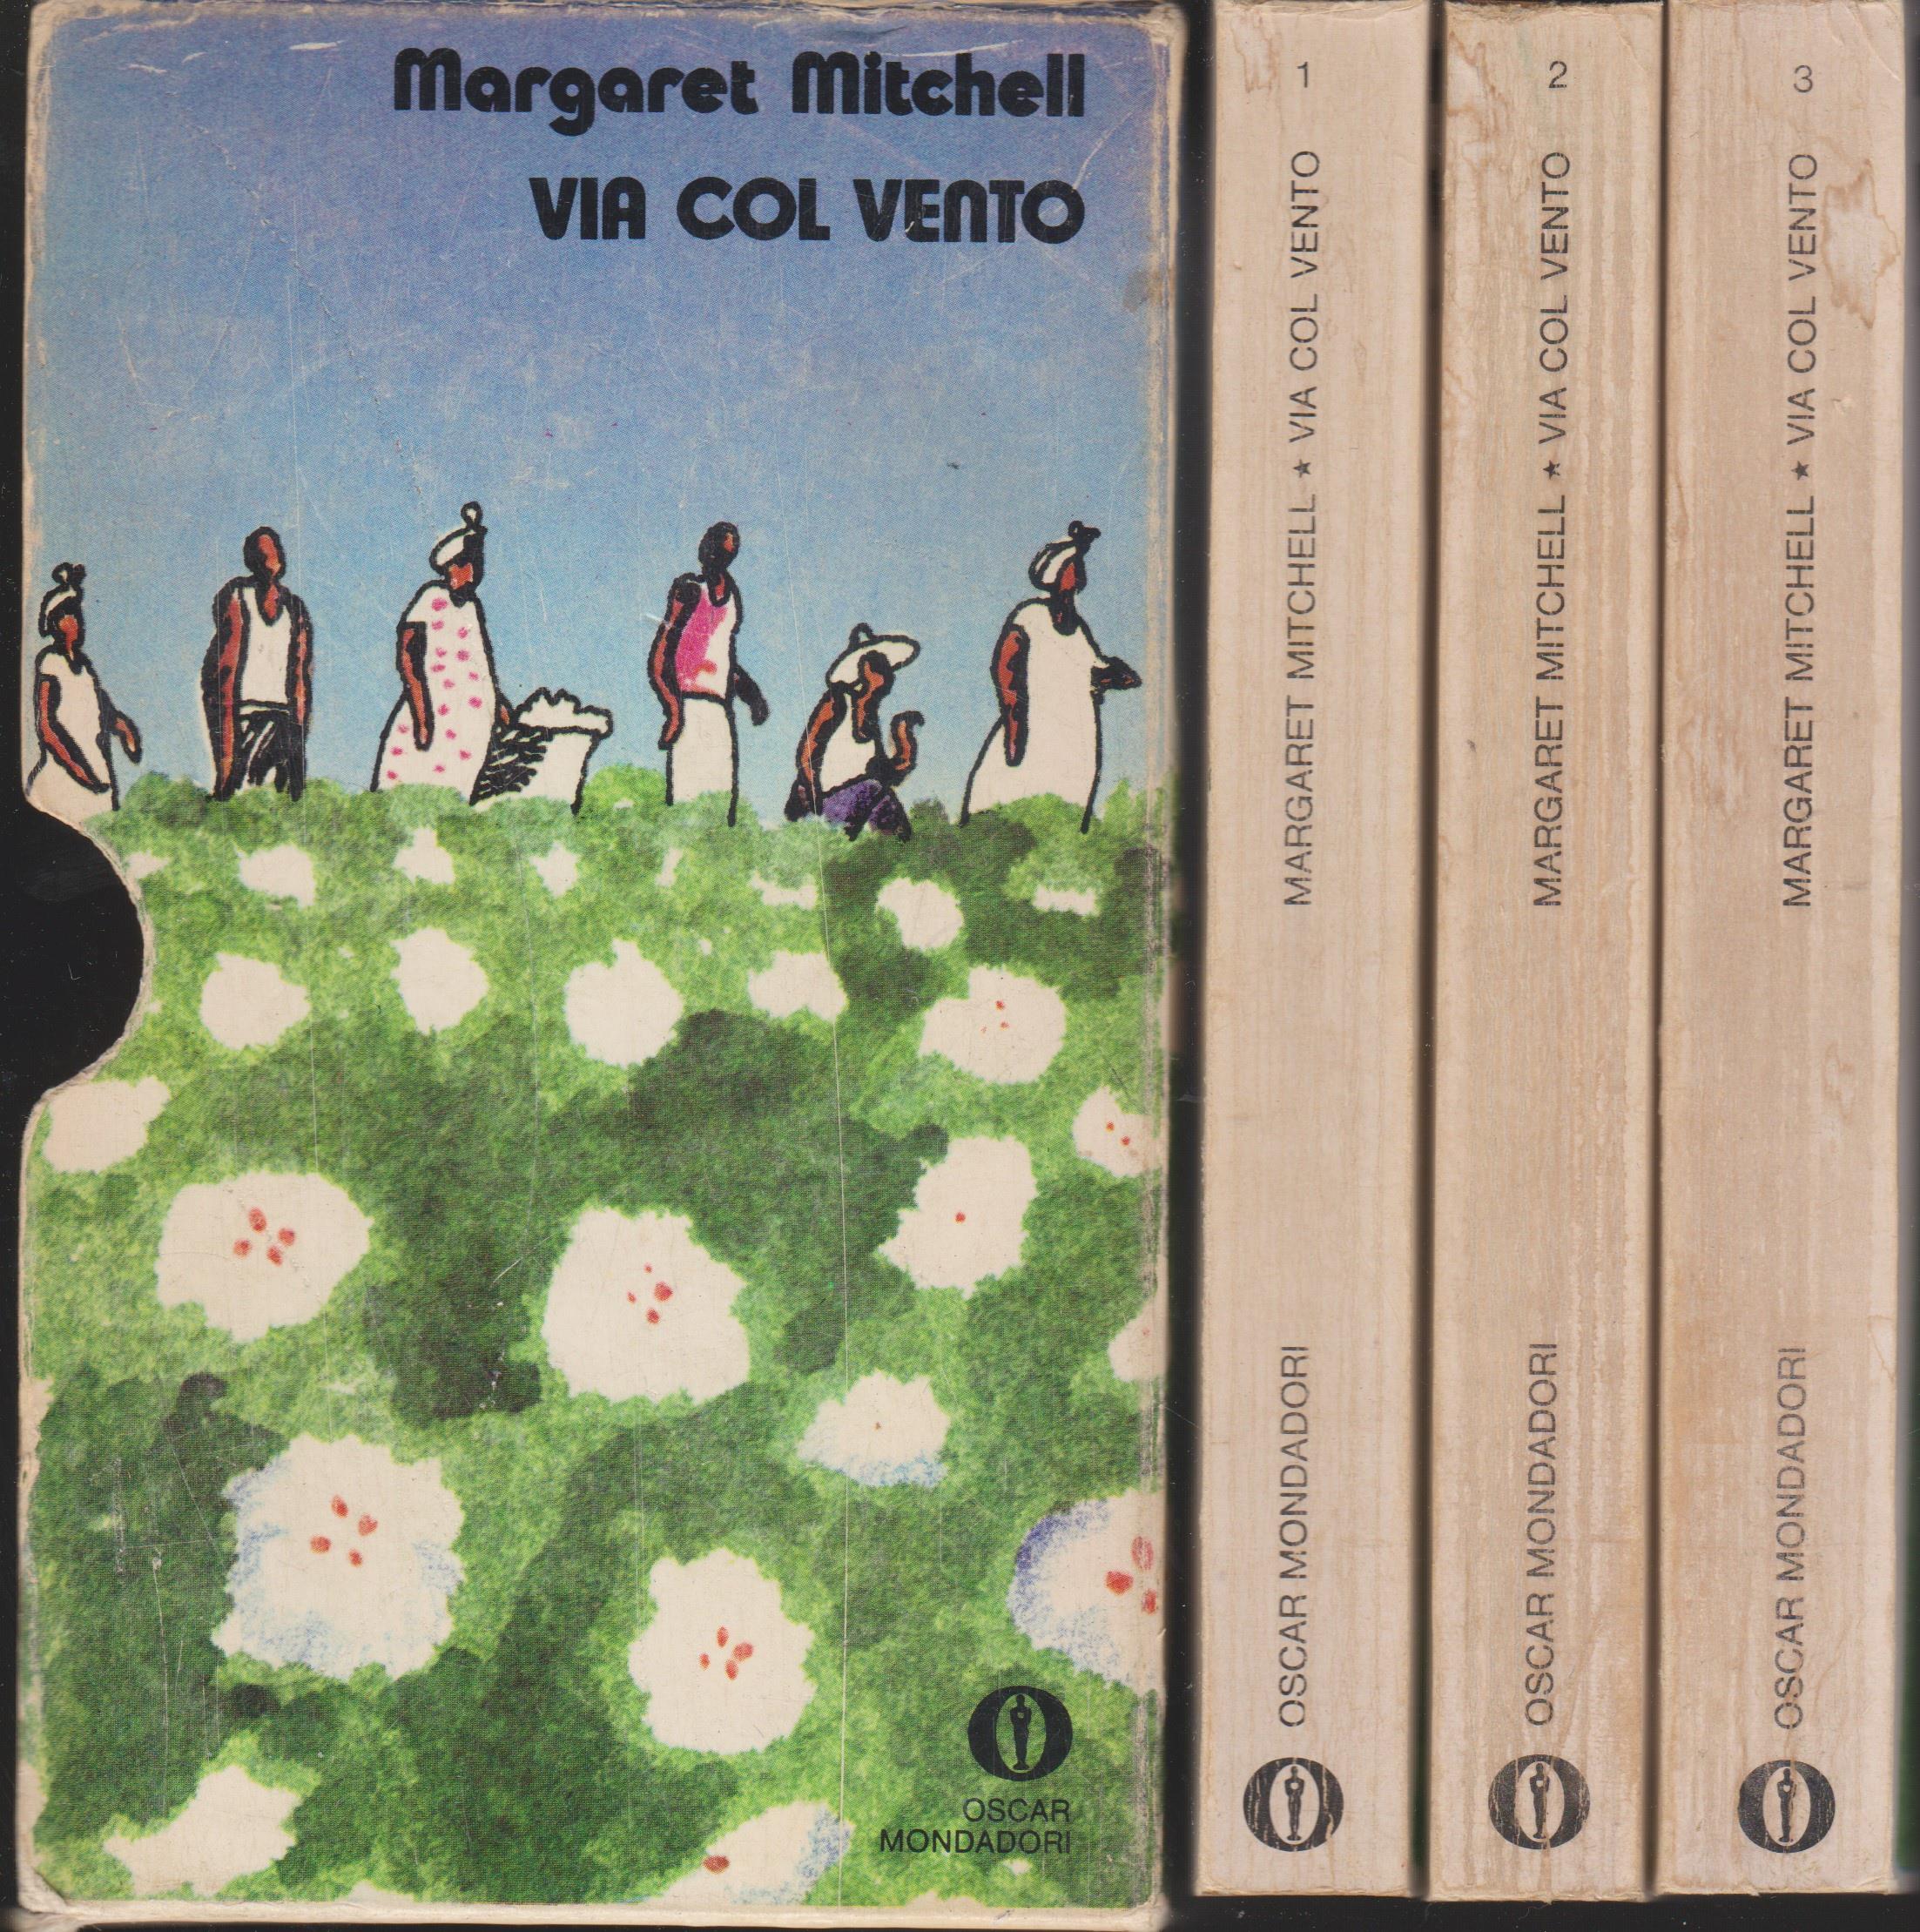 Margaret Mitchell
VIA COL VENTO
OSCAR
MONDADORI
1
MARGARET MITCHELL ★ VIA COL VENTO
OSCAR MONDADORI
2
MARGARET MITCHELL ★ VIA COL VENTO
OSCAR MONDADORI
3
MARGARET MITCHELL ★ VIA COL VENTO
OSCAR MONDADORI